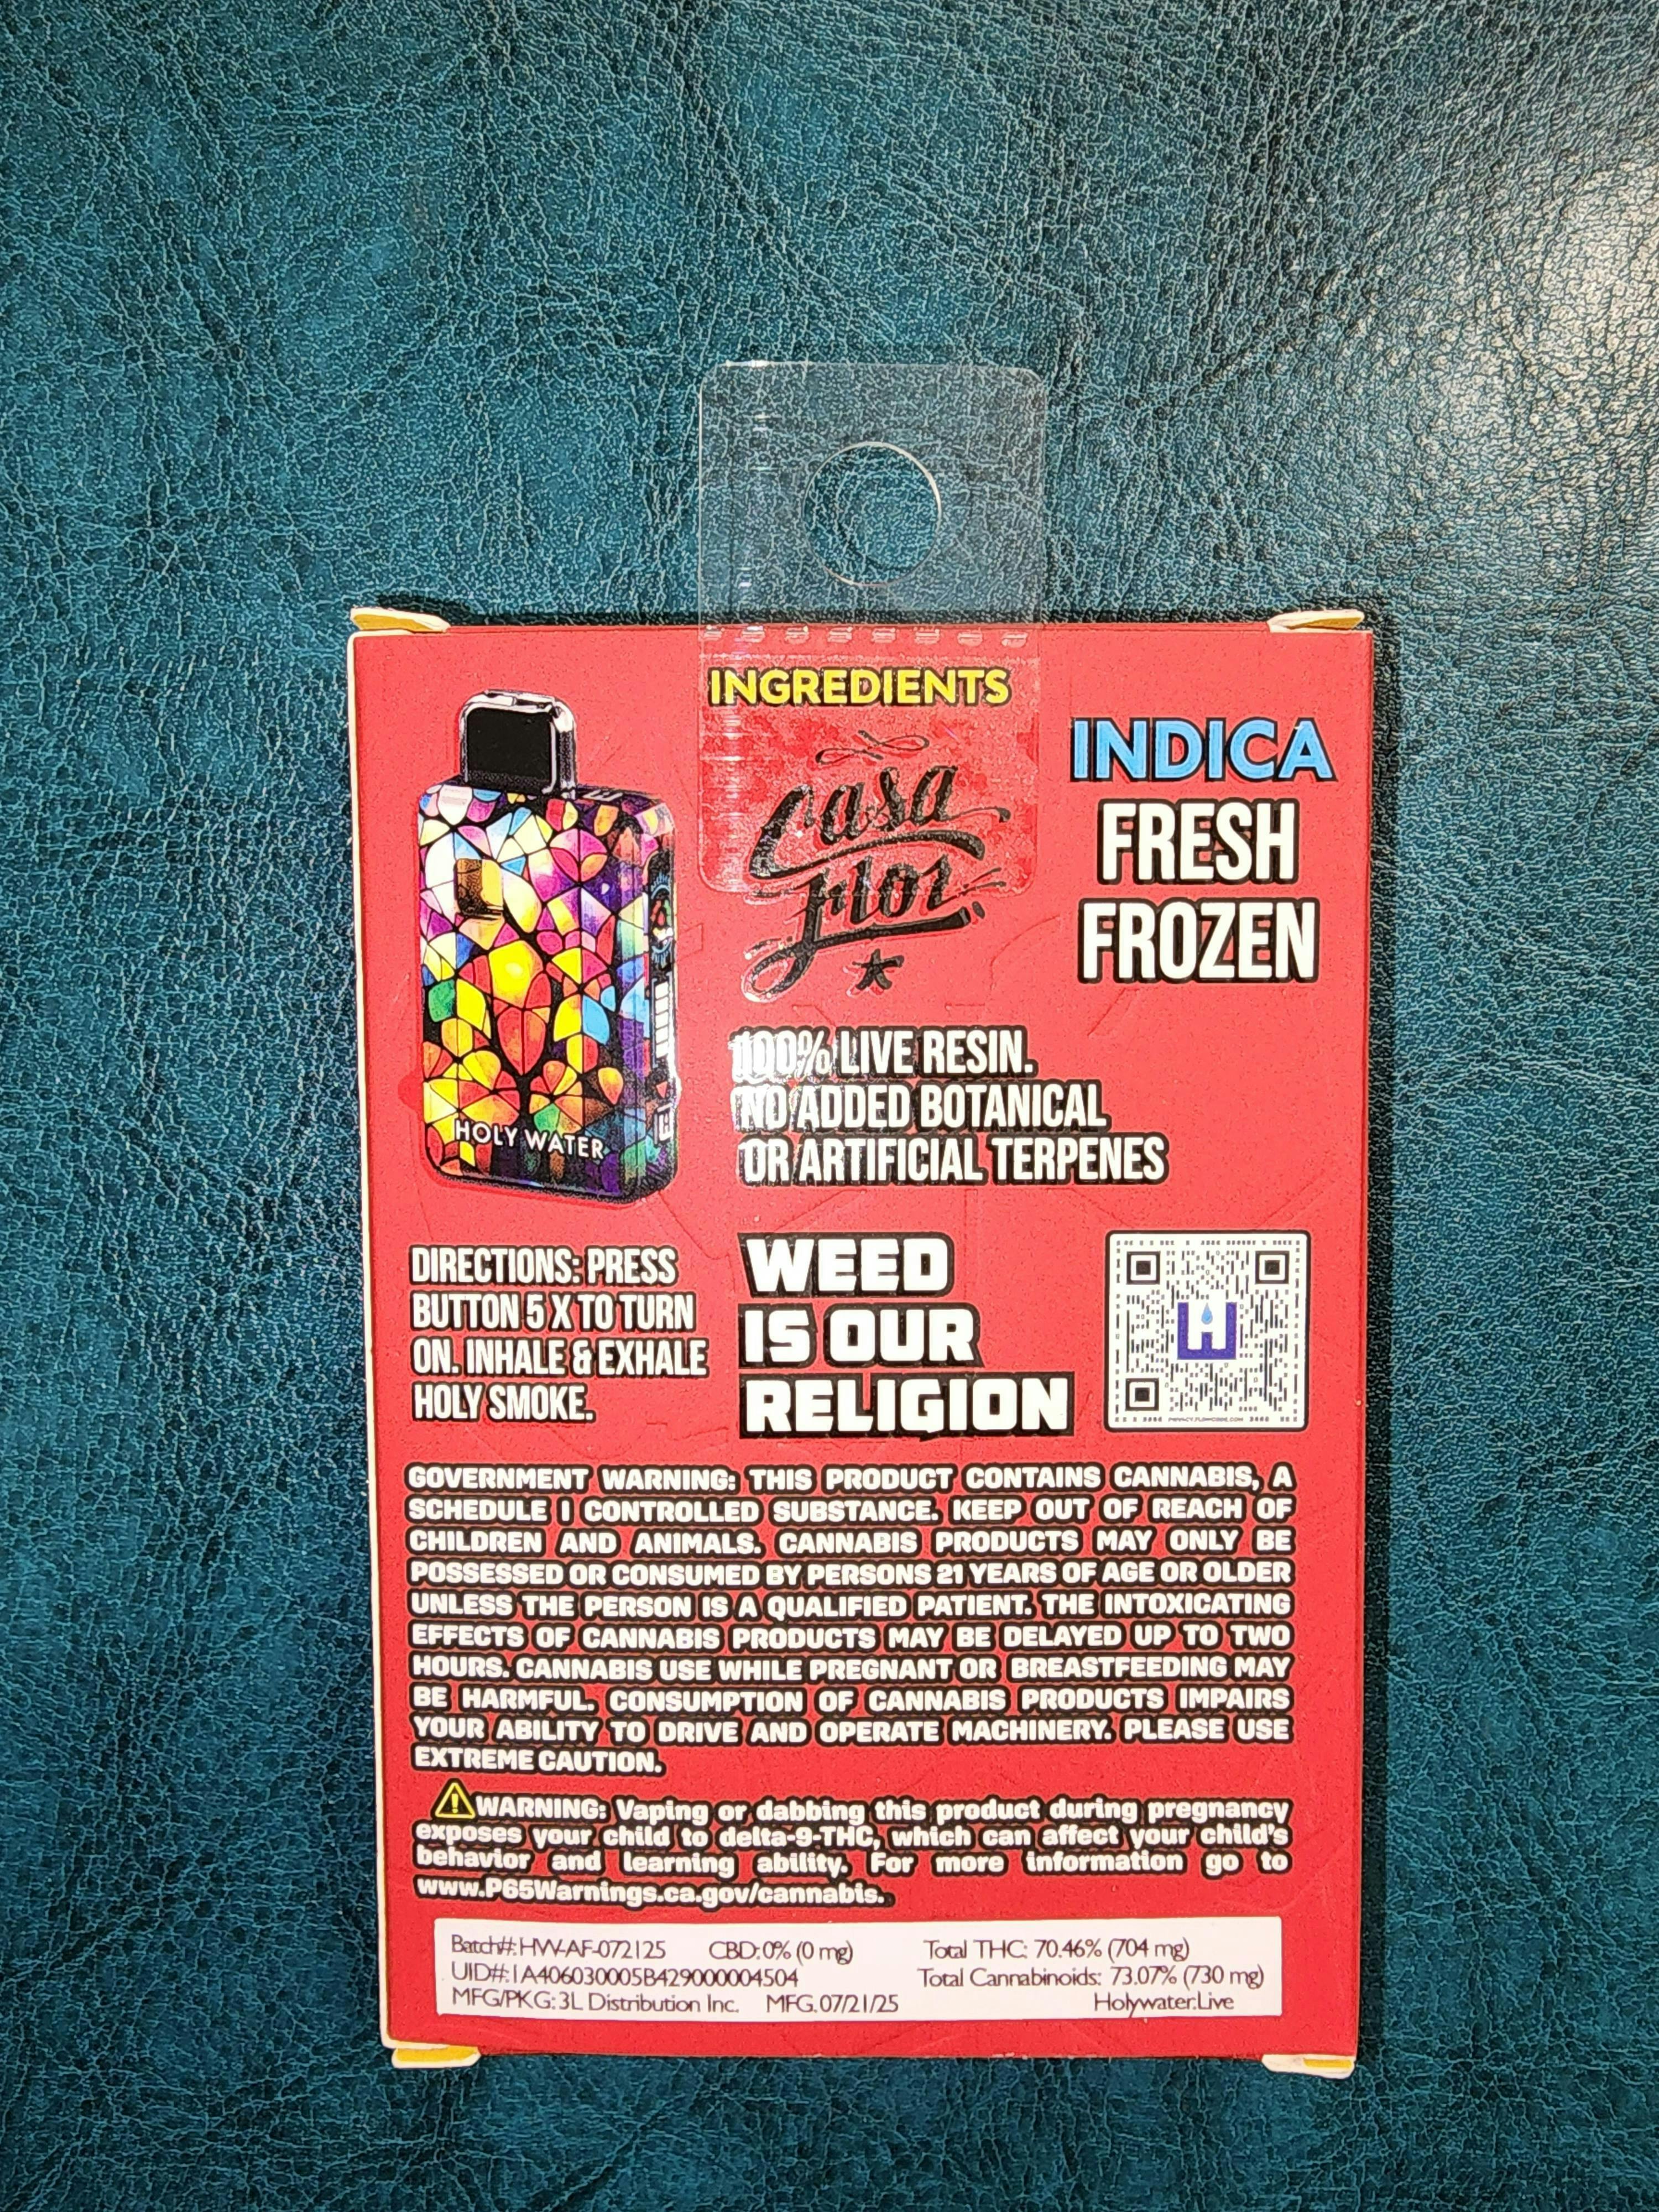 INGREDIENTS
Casa
Flor
INDICA
FRESH
FROZEN
HOLY WATER
100% LIVE RESIN.
NO ADDED BOTANICAL
OR ARTIFICIAL TERPENES
DIRECTIONS: PRESS
BUTTON 5 X TO TURN
ON. INHALE & EXHALE
HOLY SMOKE.
WEED
IS OUR
RELIGION
H
GOVERNMENT WARNING: THIS PRODUCT CONTAINS CANNABIS, A
SCHEDULE I CONTROLLED SUBSTANCE. KEEP OUT OF REACH OF
CHILDREN AND ANIMALS. CANNABIS PRODUCTS MAY ONLY BE
POSSESSED OR CONSUMED BY PERSONS 21 YEARS OF AGE OR OLDER
UNLESS THE PERSON IS A QUALIFIED PATIENT. THE INTOXICATING
EFFECTS OF CANNABIS PRODUCTS MAY BE DELAYED UP TO TWO
HOURS. CANNABIS USE WHILE PREGNANT OR BREASTFEEDING MAY
BE HARMFUL. CONSUMPTION OF CANNABIS PRODUCTS IMPAIRS
YOUR ABILITY TO DRIVE AND OPERATE MACHINERY. PLEASE USE
EXTREME CAUTION.
WARNING: Vaping or dabbing this product during pregnancy
exposes your child to delta-9-THC, which can affect your child's
behavior and learning ability. For more information go to
www.P65Warnings.ca.gov/cannabis.
Batch#: HW-AF-072125 CBD: 0% (0 mg) Total THC: 70.46% (704 mg)
UID#: 1A406030005B429000004504 Total Cannabinoids: 73.07% (730 mg)
MFG/PKG: 3L Distribution Inc. MFG. 07/21/25 Holywater.Live